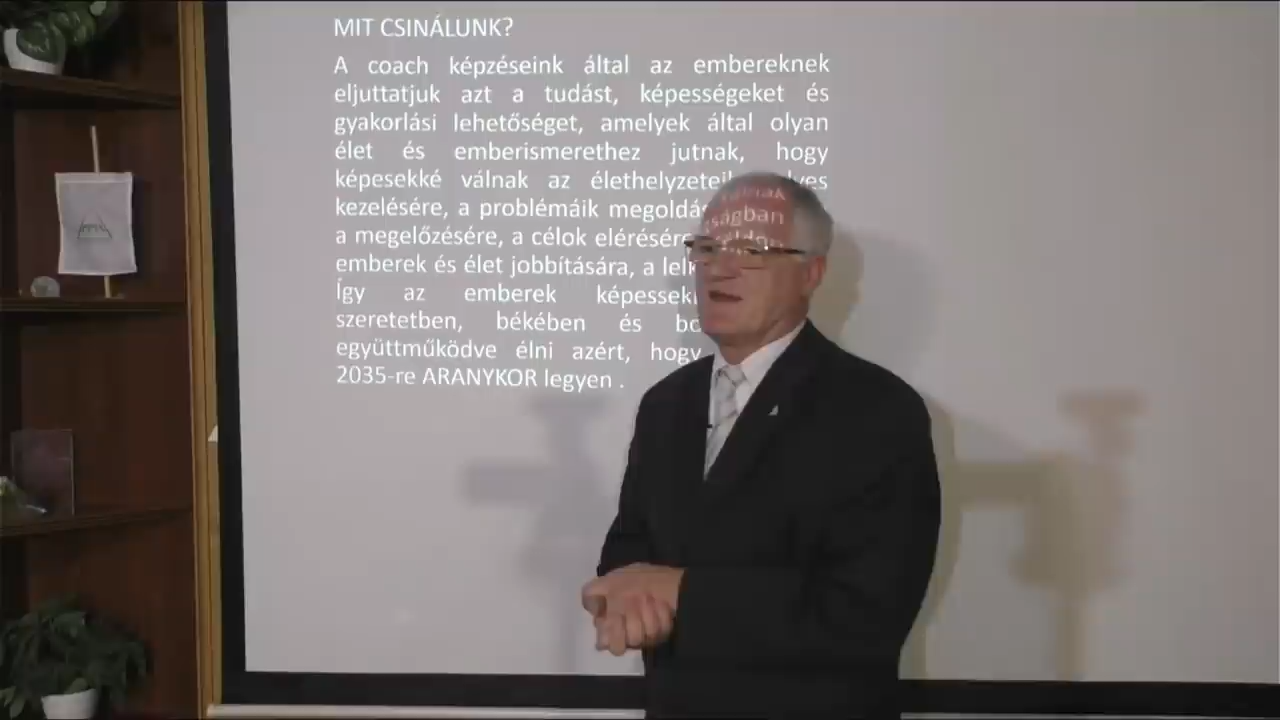 MIT CSINÁLUNK?
A coach képzéseink által az embereknek
eljuttatjuk azt a tudást, képességeket és
gyakorlási lehetőséget, amelyek által olyan
élet és emberismerethez jutnak, hogy
képesekké válnak az élethelyzeteik
kezelésére, a problémáik
a megelőzésére, a célok elérésére
emberek és élet jobbítására, a
Így az emberek
szeretetben, békében és
együttműködve élni azért, hogy
2035-re ARANYKOR legyen .